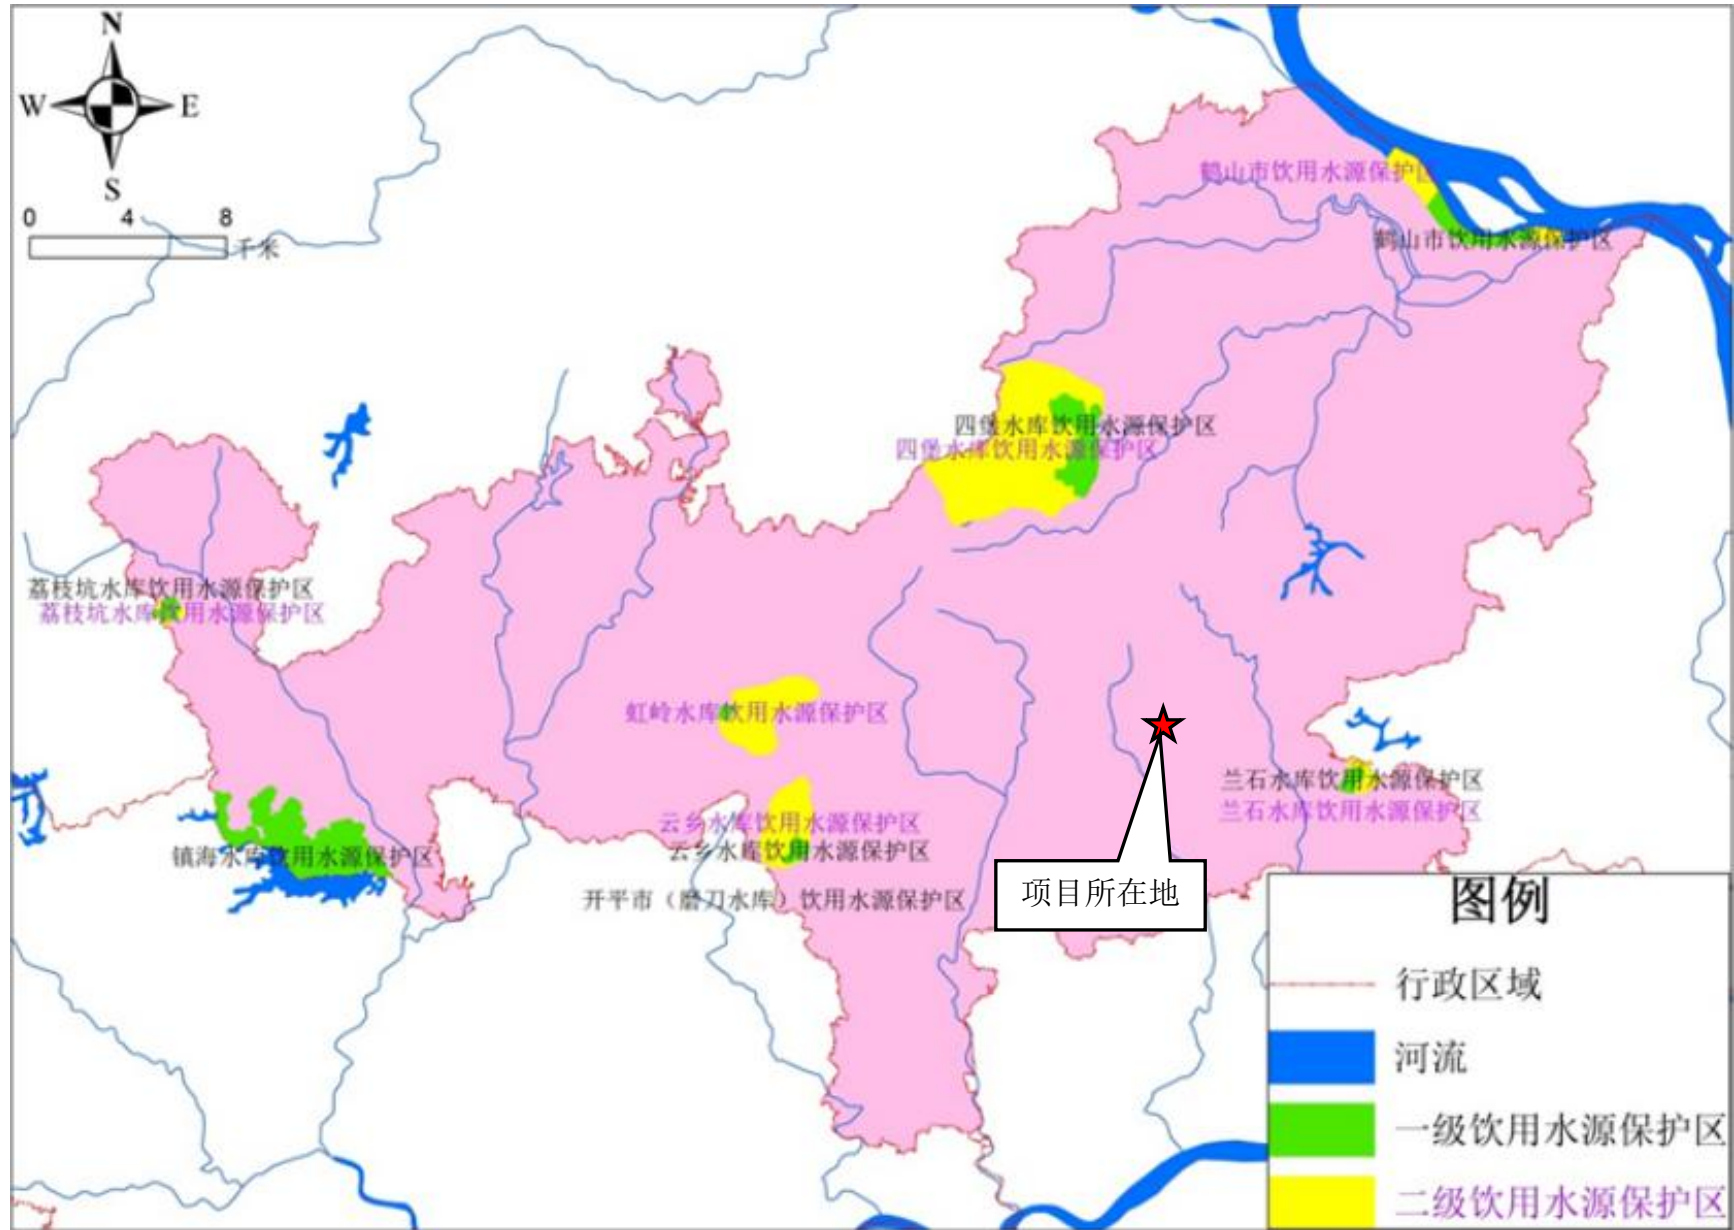 N
W E
S
0 4 8
千米
鹤山市饮用水源保护区
鹤山市饮用水源保护区
四堡水库饮用水源保护区
四堡水库饮用水源保护区
荔枝坑水库饮用水源保护区
荔枝坑水库饮用水源保护区
虹岭水库饮用水源保护区
兰石水库饮用水源保护区
兰石水库饮用水源保护区
云乡水库饮用水源保护区
云乡水库饮用水源保护区
镇海水库饮用水源保护区
开平市（磨刀水库）饮用水源保护区
项目所在地
图例
行政区域
河流
一级饮用水源保护区
二级饮用水源保护区